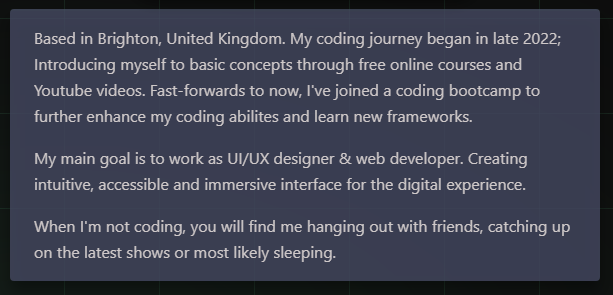 Based in Brighton, United Kingdom. My coding journey began in late 2022;
Introducing myself to basic concepts through free online courses and
Youtube videos. Fast-forwards to now, I've joined a coding bootcamp to
further enhance my coding abilites and learn new frameworks.
My main goal is to work as UI/UX designer & web developer. Creating
intuitive, accessible and immersive interface for the digital experience.
When I'm not coding, you will find me hanging out with friends, catching up
on the latest shows or most likely sleeping.